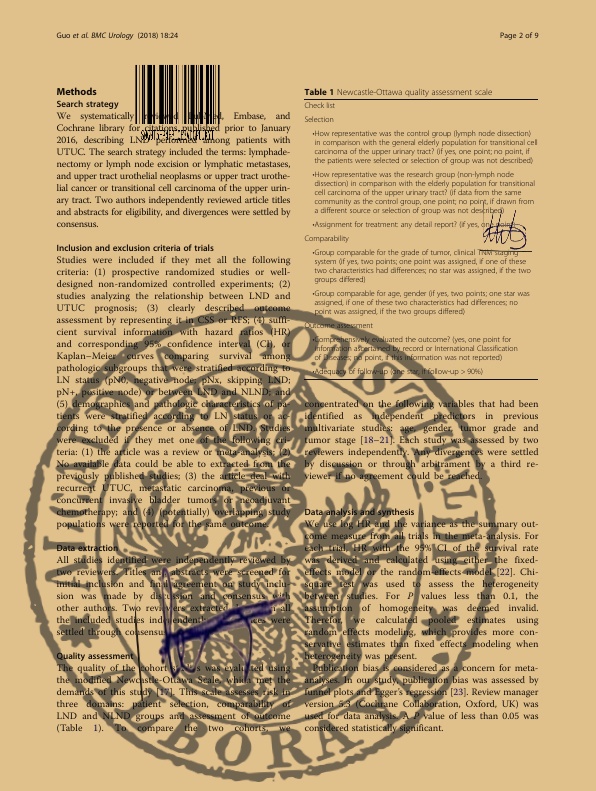 Guo et al. BMC Urology (2018) 18:24
Page 2 of 9
Methods
Search strategy
We systematically reviewed PubMed, Embase, and
Cochrane library for citations published prior to January
2016, describing LND performed among patients with
UTUC. The search strategy included the terms: lymphade-
nectomy or lymph node excision or lymphatic metastases,
and upper tract urothelial neoplasms or upper tract urothe-
lial cancer or transitional cell carcinoma of the upper urin-
ary tract. Two authors independently reviewed article titles
and abstracts for eligibility, and divergences were settled by
consensus.
Inclusion and exclusion criteria of trials
Studies were included if they met all the following
criteria: (1) prospective randomized studies or well-
designed non-randomized controlled experiments; (2)
studies analyzing the relationship between LND and
UTUC prognosis; (3) clearly described outcome
assessment by representing it in CSS or RFS; (4) suffi-
cient survival information with hazard ratios (HR)
and corresponding 95% confidence interval (CI), or
Kaplan–Meier curves comparing survival among
pathologic subgroups that were stratified according to
LN status (pN0, negative node; pNx, skipping LND;
pN+, positive node) or between LND and NLND; and
(5) demographics and pathologic characteristics of pa-
tients were stratified according to LN status or ac-
cording to the presence or absence of LND. Studies
were excluded if they met one of the following cri-
teria: (1) the article was a review or meta-analysis; (2)
No available data could be able to extracted from the
previously published studies; (3) the article deal with
recurrent UTUC, metastatic carcinoma, previous or
concurrent invasive bladder tumors or neoadjuvant
chemotherapy; and (4) (potentially) overlapping study
populations were reported for the same outcome.
Data extraction
All studies identified were independently reviewed by
two reviewers. Titles and abstracts were screened for
initial inclusion and final agreement on study inclu-
sion was made by discussion and consensus with
other authors. Two reviewers extracted from all
the included studies independently
settled through consensus
Quality assessment
The quality of the cohort studies was evaluated using
the modified Newcastle-Ottawa Scale, which met the
demands of this study [17]. This scale assesses risk in
three domains: patient selection, comparability of
LND and NLND groups and assessment of outcome
(Table 1). To compare the two cohorts, we
Table 1 Newcastle-Ottawa quality assessment scale
Check list
Selection
•How representative was the control group (lymph node dissection)
in comparison with the general elderly population for transitional cell
carcinoma of the upper urinary tract? (if yes, one point; no point, if
the patients were selected or selection of group was not described)
•How representative was the research group (non-lymph node
dissection) in comparison with the elderly population for transitional
cell carcinoma of the upper urinary tract? (if data from the same
community as the control group, one point; no point, if drawn from
a different source or selection of group was not described)
•Assignment for treatment: any detail report? (if yes, one point)
Comparability
•Group comparable for the grade of tumor, clinical TNM staging
system (if yes, two points; one point was assigned, if one of these
two characteristics had differences; no star was assigned, if the two
groups differed)
•Group comparable for age, gender (if yes, two points; one star was
assigned, if one of these two characteristics had differences; no
point was assigned, if the two groups differed)
Outcome assessment
•Comprehensively evaluated the outcome? (yes, one point for
information ascertained by record or International Classification
of Diseases; no point, if this information was not reported)
•Adequacy of follow-up (one star: if follow-up > 90%)
concentrated on the following variables that had been
identified as independent predictors in previous
multivariate studies: age, gender, tumor grade and
tumor stage [18–21]. Each study was assessed by two
reviewers independently. Any divergences were settled
by discussion or through arbitrament by a third re-
viewer if no agreement could be reached.
Data analysis and synthesis
We use log HR and the variance as the summary out-
come measure from all trials in the meta-analysis. For
each trial, HR with the 95% CI of the survival rate
was derived and calculated using either the fixed-
effects model or the random-effects model [22]. Chi-
square test was used to assess the heterogeneity
between studies. For P values less than 0.1, the
assumption of homogeneity was deemed invalid.
Therefor, we calculated pooled estimates using
random effects modeling, which provides more con-
servative estimates than fixed effects modeling when
heterogeneity was present.
Publication bias is considered as a concern for meta-
analyses. In our study, publication bias was assessed by
funnel plots and Egger's regression [23]. Review manager
version 5.3 (Cochrane Collaboration, Oxford, UK) was
used for data analysis. A P value of less than 0.05 was
considered statistically significant.